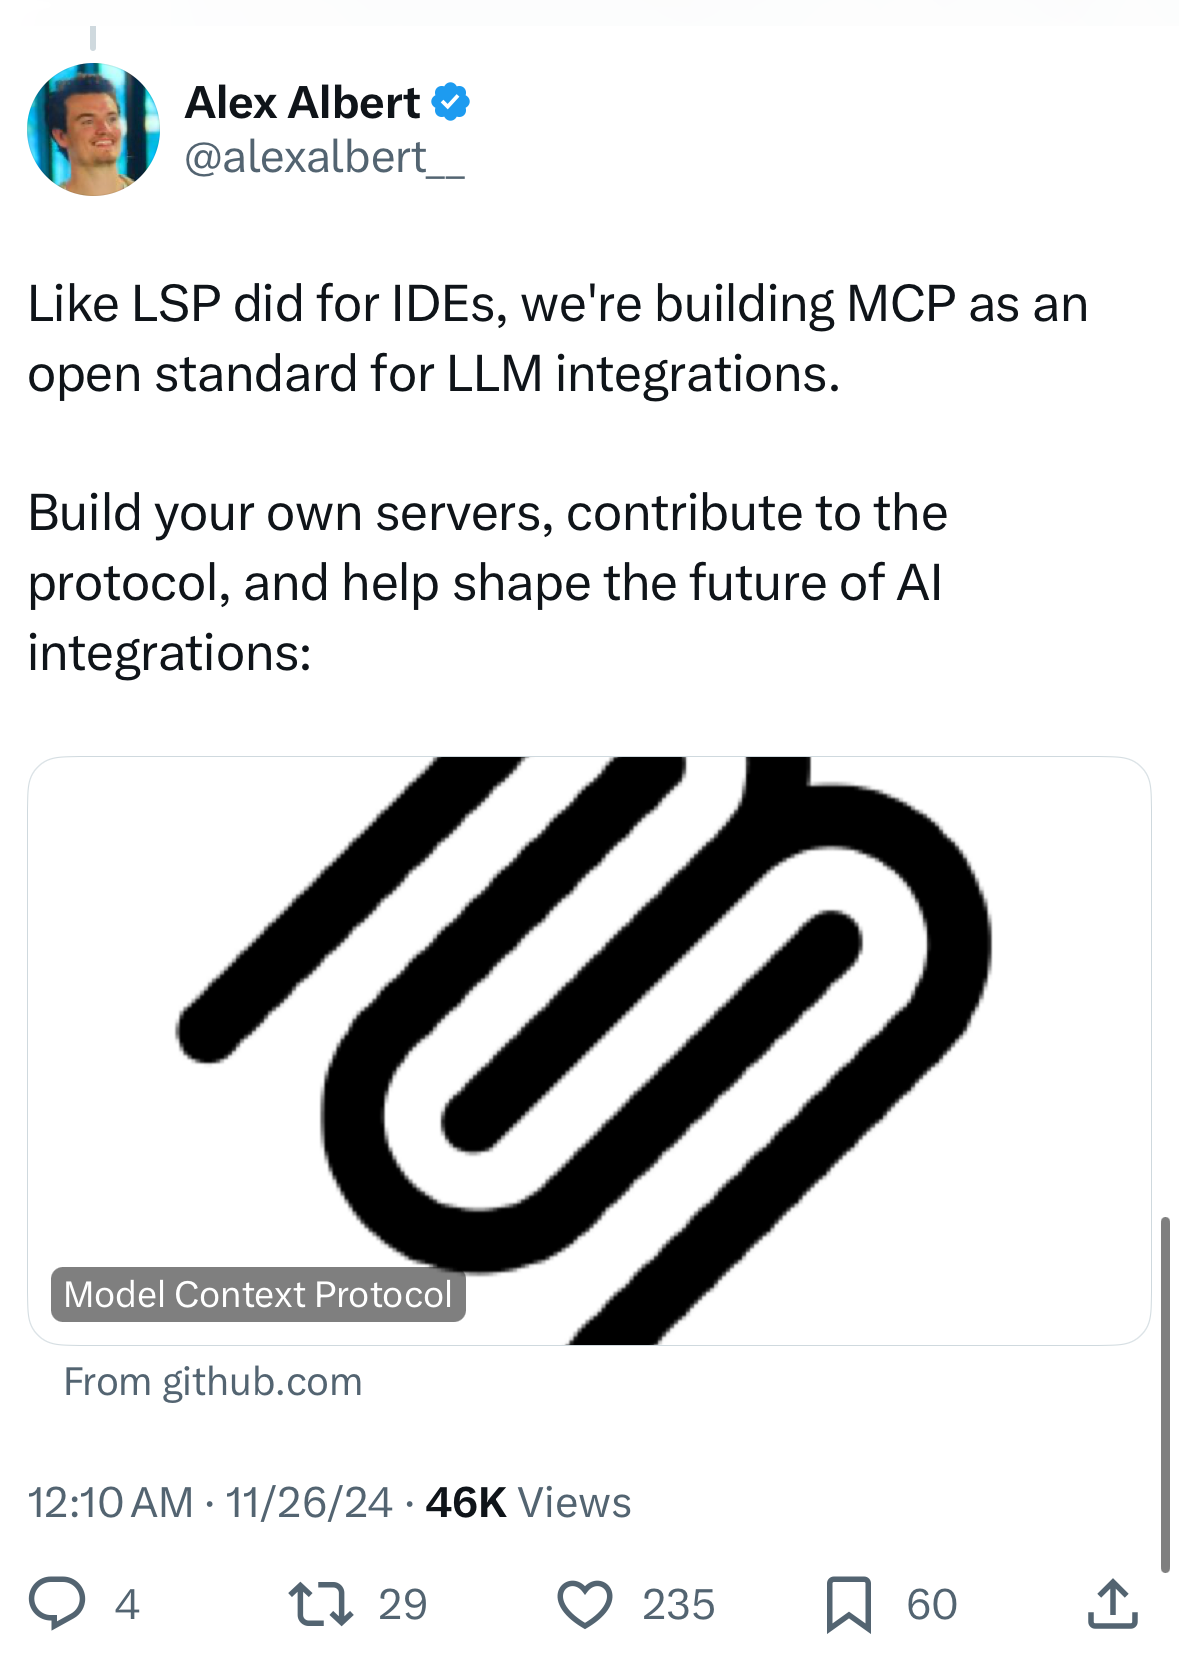 Alex Albert
@alexalbert__
Like LSP did for IDEs, we're building MCP as an
open standard for LLM integrations.
Build your own servers, contribute to the
protocol, and help shape the future of AI
integrations:
Model Context Protocol
From github.com
12:10 AM · 11/26/24 · 46K Views
4 29 235 60